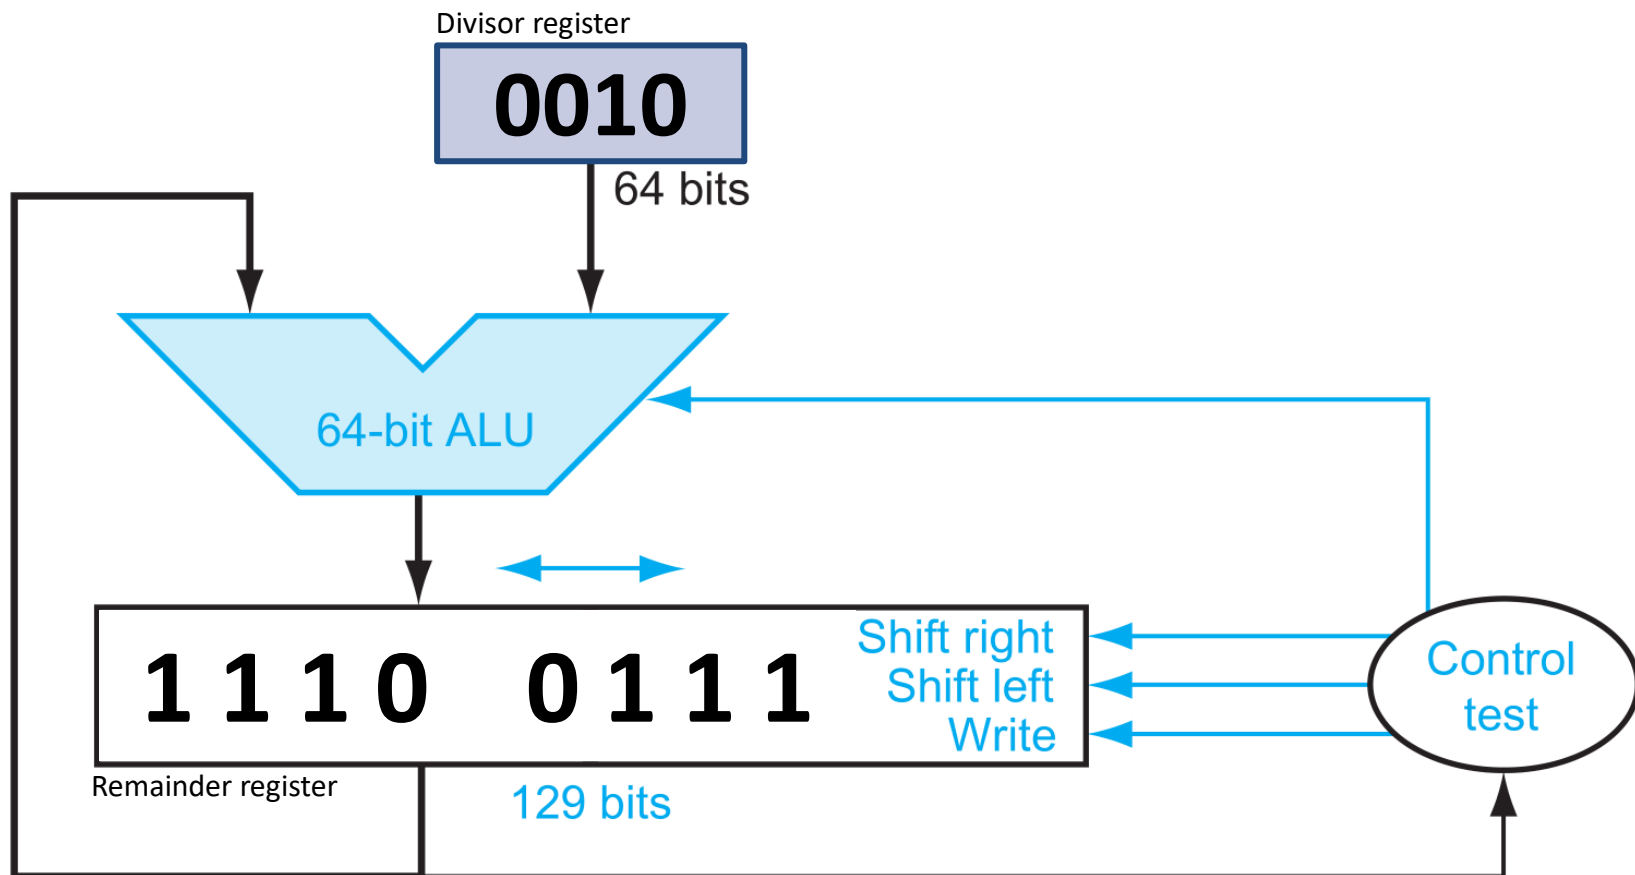 Divisor register
0010
64 bits
64-bit ALU
1 1 1 0 0 1 1 1
Shift right
Shift left
Write
Control
test
Remainder register
129 bits